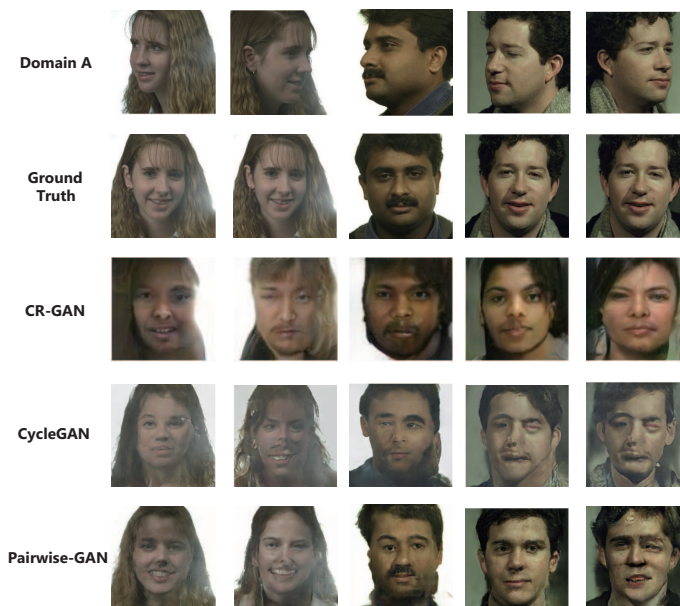 Domain A
Ground
Truth
CR-GAN
CycleGAN
Pairwise-GAN